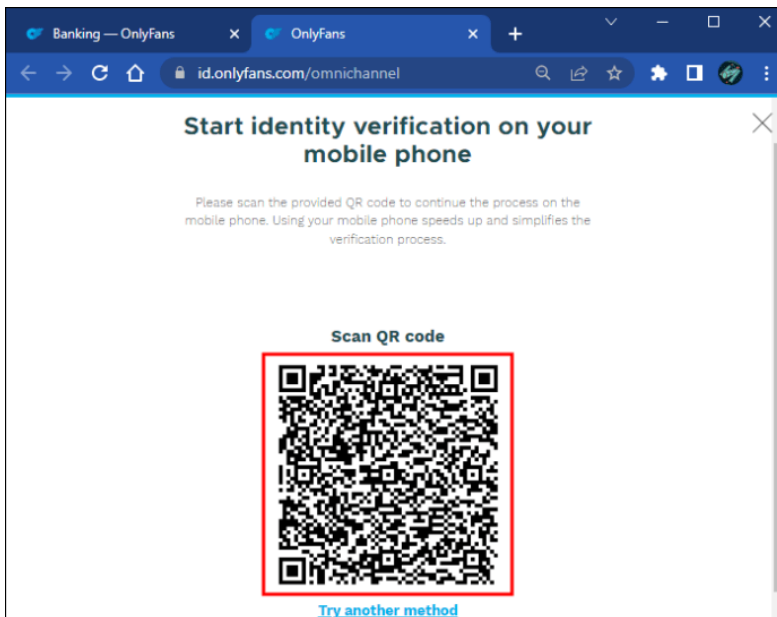 Banking — OnlyFans
OnlyFans
id.onlyfans.com/omnichannel
Start identity verification on your
mobile phone
Please scan the provided QR code to continue the process on the
mobile phone. Using your mobile phone speeds up and simplifies the
verification process.
Scan QR code
Try another method